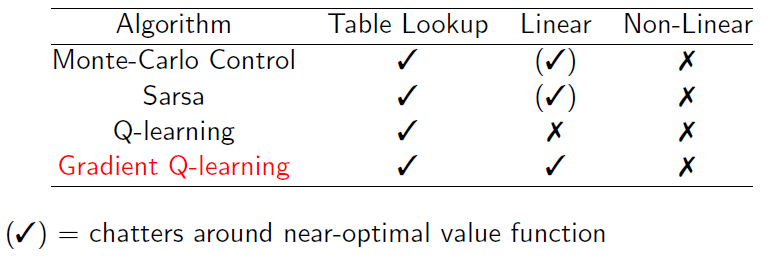 Algorithm Table Lookup Linear Non-Linear
Monte-Carlo Control ✓ (✓) ✗
Sarsa ✓ (✓) ✗
Q-learning ✓ ✗ ✗
Gradient Q-learning ✓ ✓ ✗
(✓) = chatters around near-optimal value function